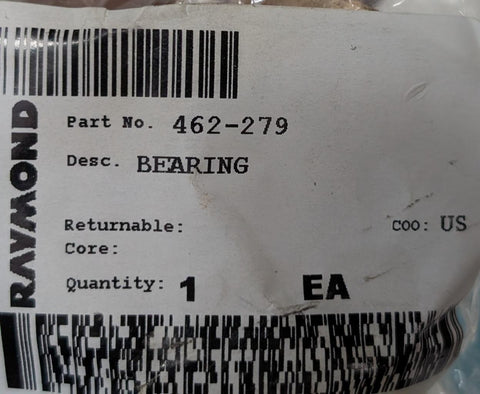 RAYMOND
Part No. 462-279
Desc. BEARING
Returnable: COO: US
Core:
Quantity: 1 EA